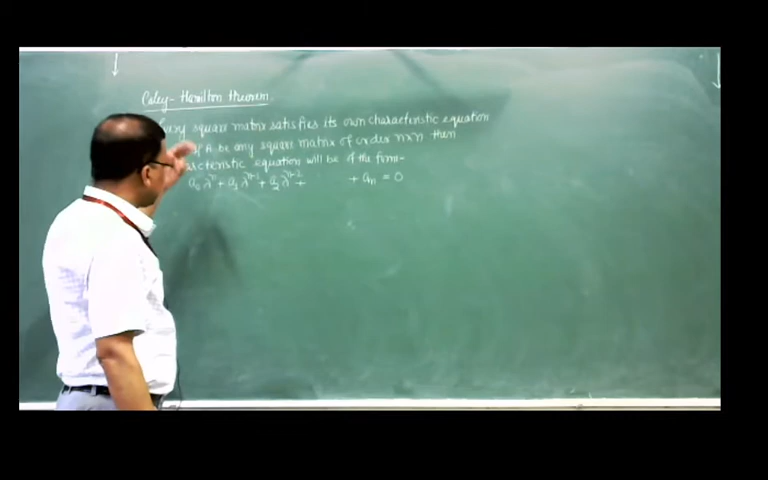 Caley-Hamilton theorem
Every square matrix satisfies its own characteristic equation
if A be any square matrix of order n×n then
equation will be of the form-
a₀λⁿ + a₁λⁿ⁻¹ + a₂λⁿ⁻² + + aₙ = 0